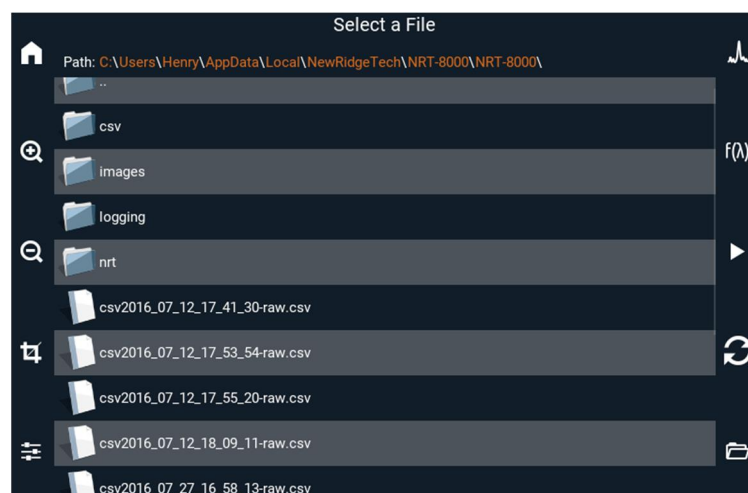 Select a File
Path: C:\Users\Henry\AppData\Local\NewRidgeTech\NRT-8000\NRT-8000\
..
csv
images
f(λ)
logging
nrt
csv2016_07_12_17_41_30-raw.csv
csv2016_07_12_17_53_54-raw.csv
csv2016_07_12_17_55_20-raw.csv
csv2016_07_12_18_09_11-raw.csv
csv2016_07_27_16_58_13-raw.csv